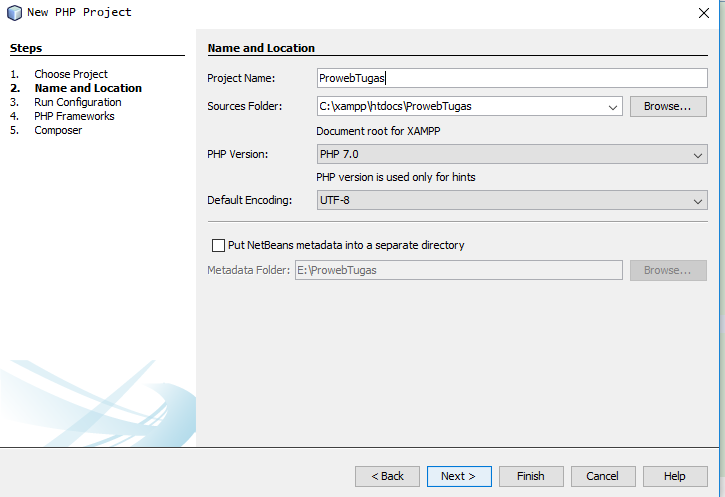 New PHP Project
Steps
1. Choose Project
2. Name and Location
3. Run Configuration
4. PHP Frameworks
5. Composer
Name and Location
Project Name: ProwebTugas
Sources Folder: C:\xampp\htdocs\ProwebTugas Browse...
Document root for XAMPP
PHP Version: PHP 7.0
PHP version is used only for hints
Default Encoding: UTF-8
Put NetBeans metadata into a separate directory
Metadata Folder: E:\ProwebTugas Browse...
< Back Next > Finish Cancel Help